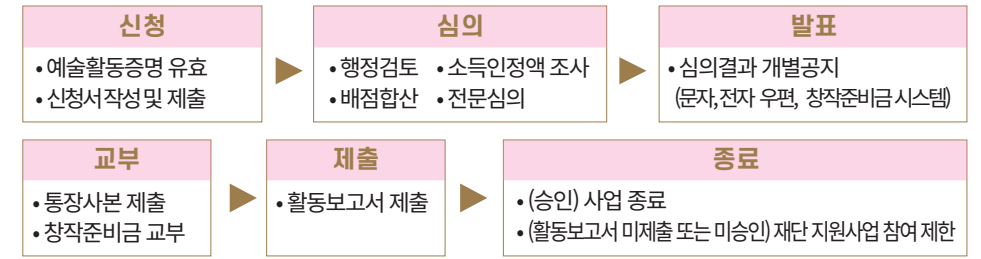 신청
• 예술활동증명 유효
• 신청서작성 및 제출
심의
• 행정검토 • 소득인정액 조사
• 배점합산 • 전문심의
발표
• 심의결과 개별공지
(문자, 전자 우편, 창작준비금 시스템)
교부
• 통장사본 제출
• 창작준비금 교부
제출
• 활동보고서 제출
종료
• (승인) 사업 종료
• (활동보고서 미제출 또는 미승인) 재단 지원사업 참여 제한